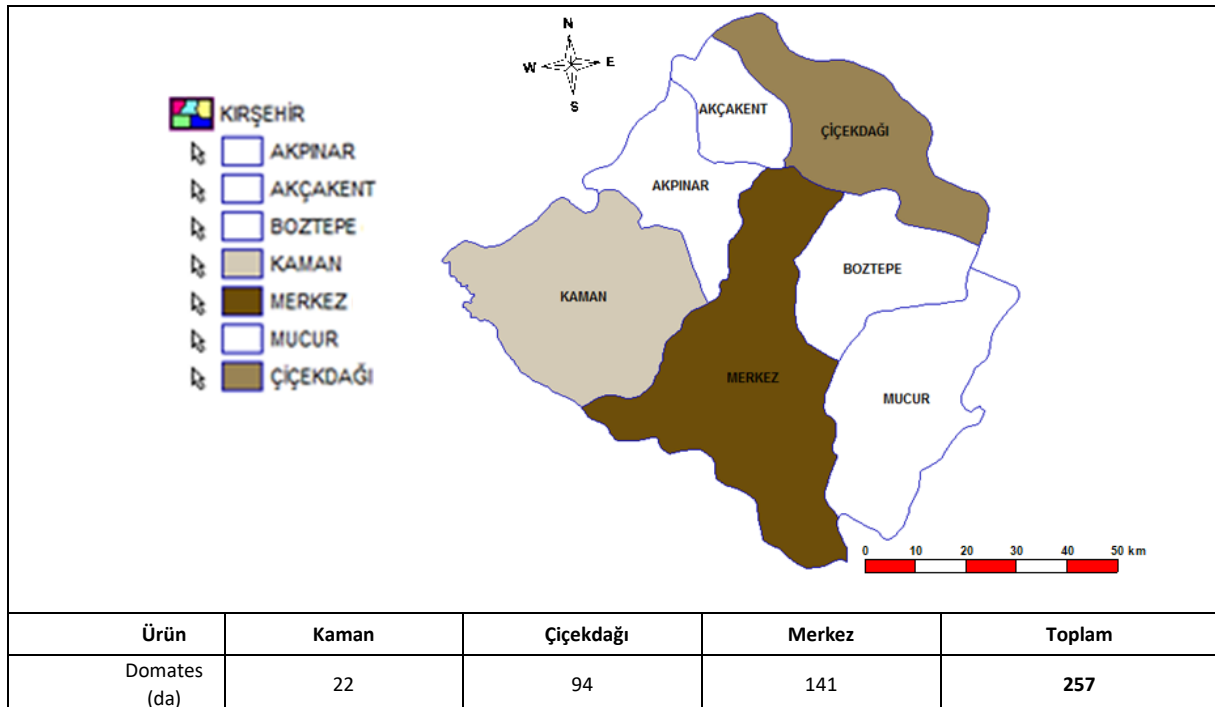 N
W E
S
KIRŞEHİR
AKPINAR
AKÇAKENT
BOZTEPE
KAMAN
MERKEZ
MUCUR
ÇİÇEKDAĞI
AKÇAKENT
ÇİÇEKDAĞI
AKPINAR
BOZTEPE
KAMAN
MERKEZ
MUCUR
0 10 20 30 40 50 km
Ürün Kaman Çiçekdağı Merkez Toplam
Domates
(da) 22 94 141 257